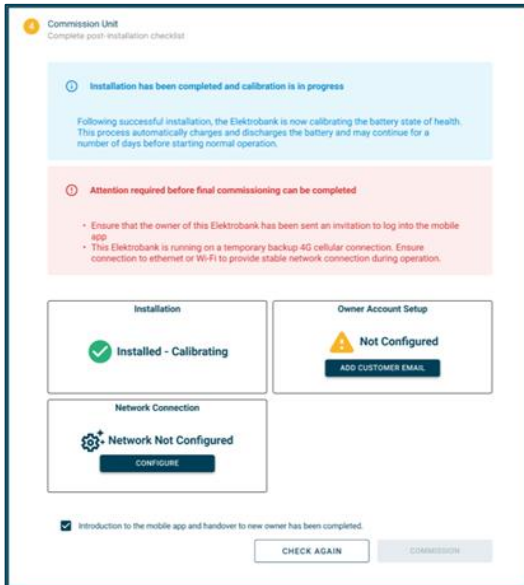 4
Commission Unit
Complete post-installation checklist
Installation has been completed and calibration is in progress
Following successful installation, the Elektrobank is now calibrating the battery state of health.
This process automatically charges and discharges the battery and may continue for a
number of days before starting normal operation.
Attention required before final commissioning can be completed
• Ensure that the owner of this Elektrobank has been sent an invitation to log into the mobile
app
• This Elektrobank is running on a temporary backup 4G cellular connection. Ensure
connection to ethernet or Wi-Fi to provide stable network connection during operation.
Installation
Installed - Calibrating
Owner Account Setup
Not Configured
ADD CUSTOMER EMAIL
Network Connection
Network Not Configured
CONFIGURE
Introduction to the mobile app and handover to new owner has been completed.
CHECK AGAIN
COMMISSION